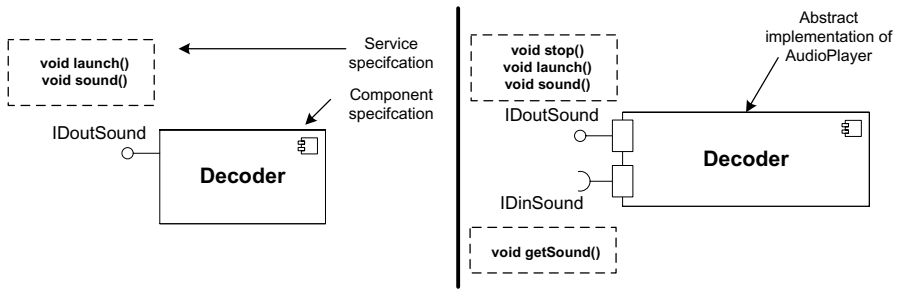 void launch()
void sound()
Service
specifcation
Component
specifcation
IDoutSound
Decoder
void stop()
void launch()
void sound()
Abstract
implementation of
AudioPlayer
IDoutSound
Decoder
IDinSound
void getSound()